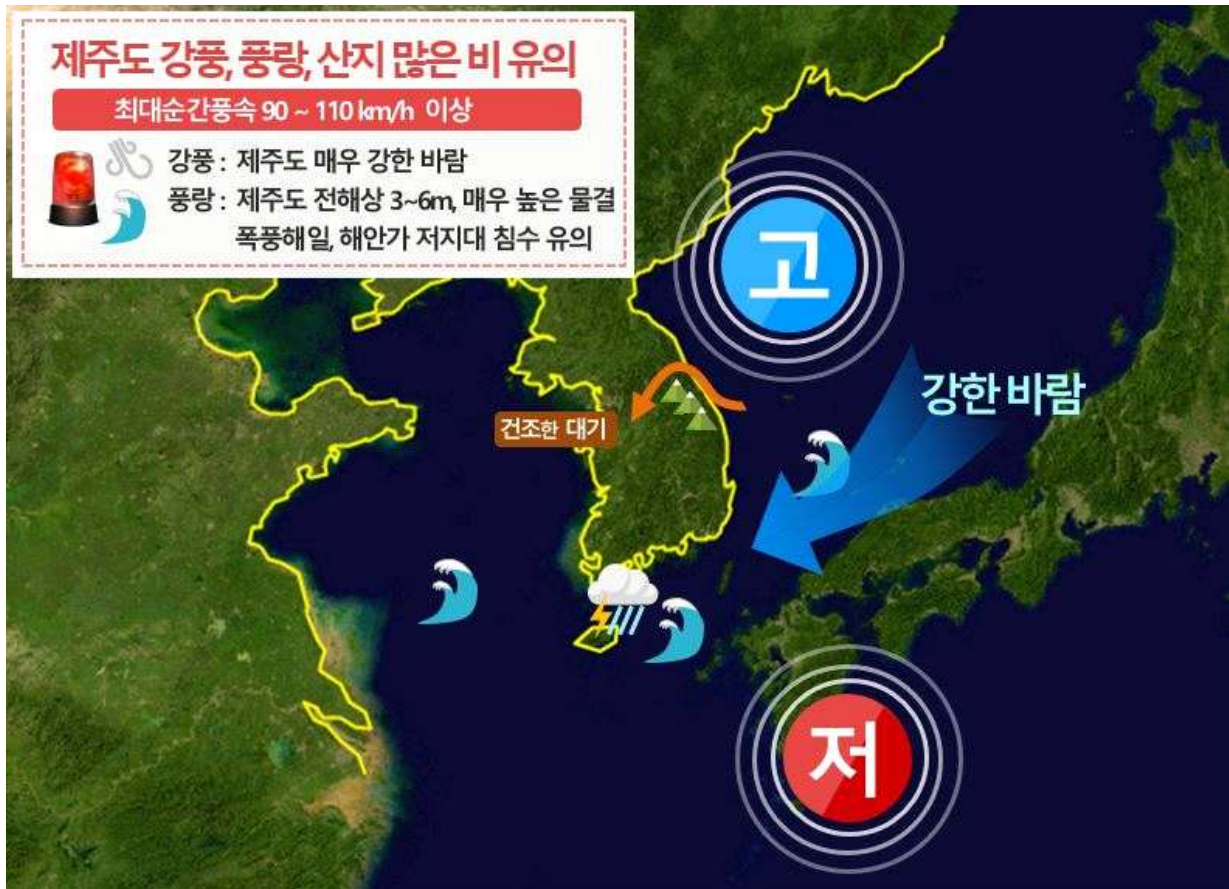 제주도 강풍, 풍랑, 산지 많은 비 유의
최대순간풍속 90 ~ 110 km/h 이상
강풍 : 제주도 매우 강한 바람
풍랑 : 제주도 전해상 3~6m, 매우 높은 물결
폭풍해일, 해안가 저지대 침수 유의
고
강한 바람
건조한 대기
저